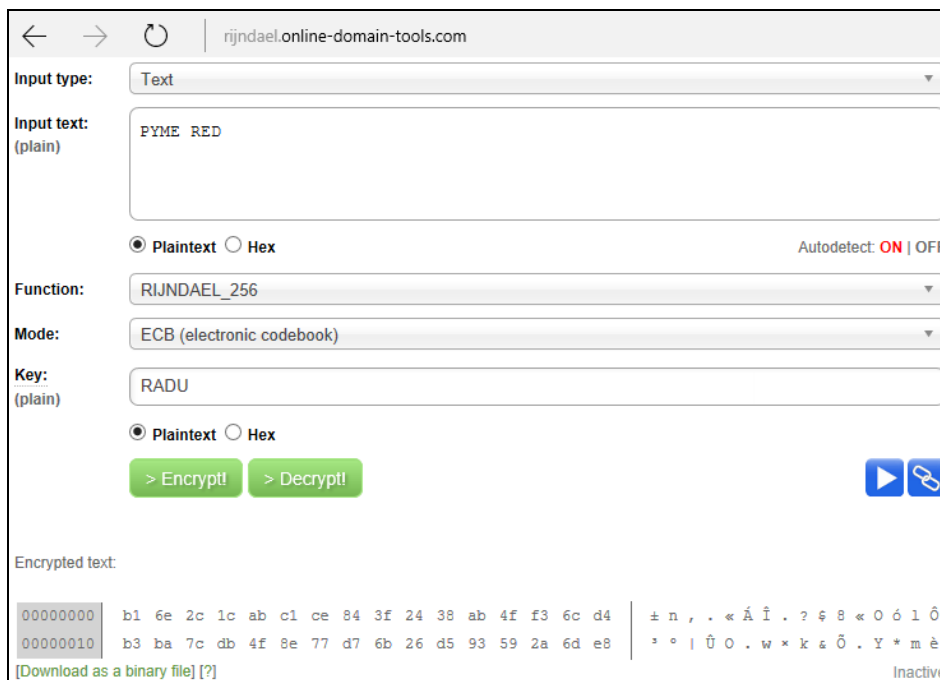 rijndael.online-domain-tools.com
Input type: Text
Input text: PYME RED
(plain)
Plaintext Hex Autodetect: ON | OFF
Function: RIJNDAEL_256
Mode: ECB (electronic codebook)
Key: RADU
(plain)
Plaintext Hex
> Encrypt! > Decrypt!
Encrypted text:
00000000 b1 6e 2c 1c ab c1 ce 84 3f 24 38 ab 4f f3 6c d4 ± n , . « Á Î . ? $ 8 « O ó l Ô
00000010 b3 ba 7c db 4f 8e 77 d7 6b 26 d5 93 59 2a 6d e8 ³ º | Û O . w × k & Õ . Y * m è
[Download as a binary file] [?] Inactive